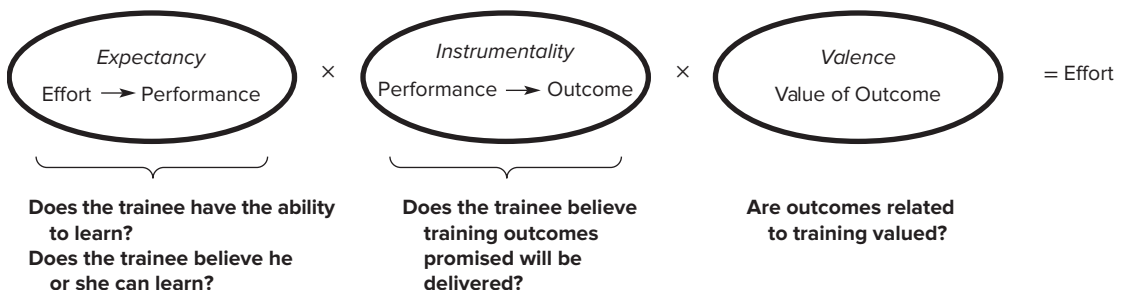 Expectancy
Effort → Performance
×
Instrumentality
Performance → Outcome
×
Valence
Value of Outcome
= Effort
Does the trainee have the ability
to learn?
Does the trainee believe he
or she can learn?
Does the trainee believe
training outcomes
promised will be
delivered?
Are outcomes related
to training valued?